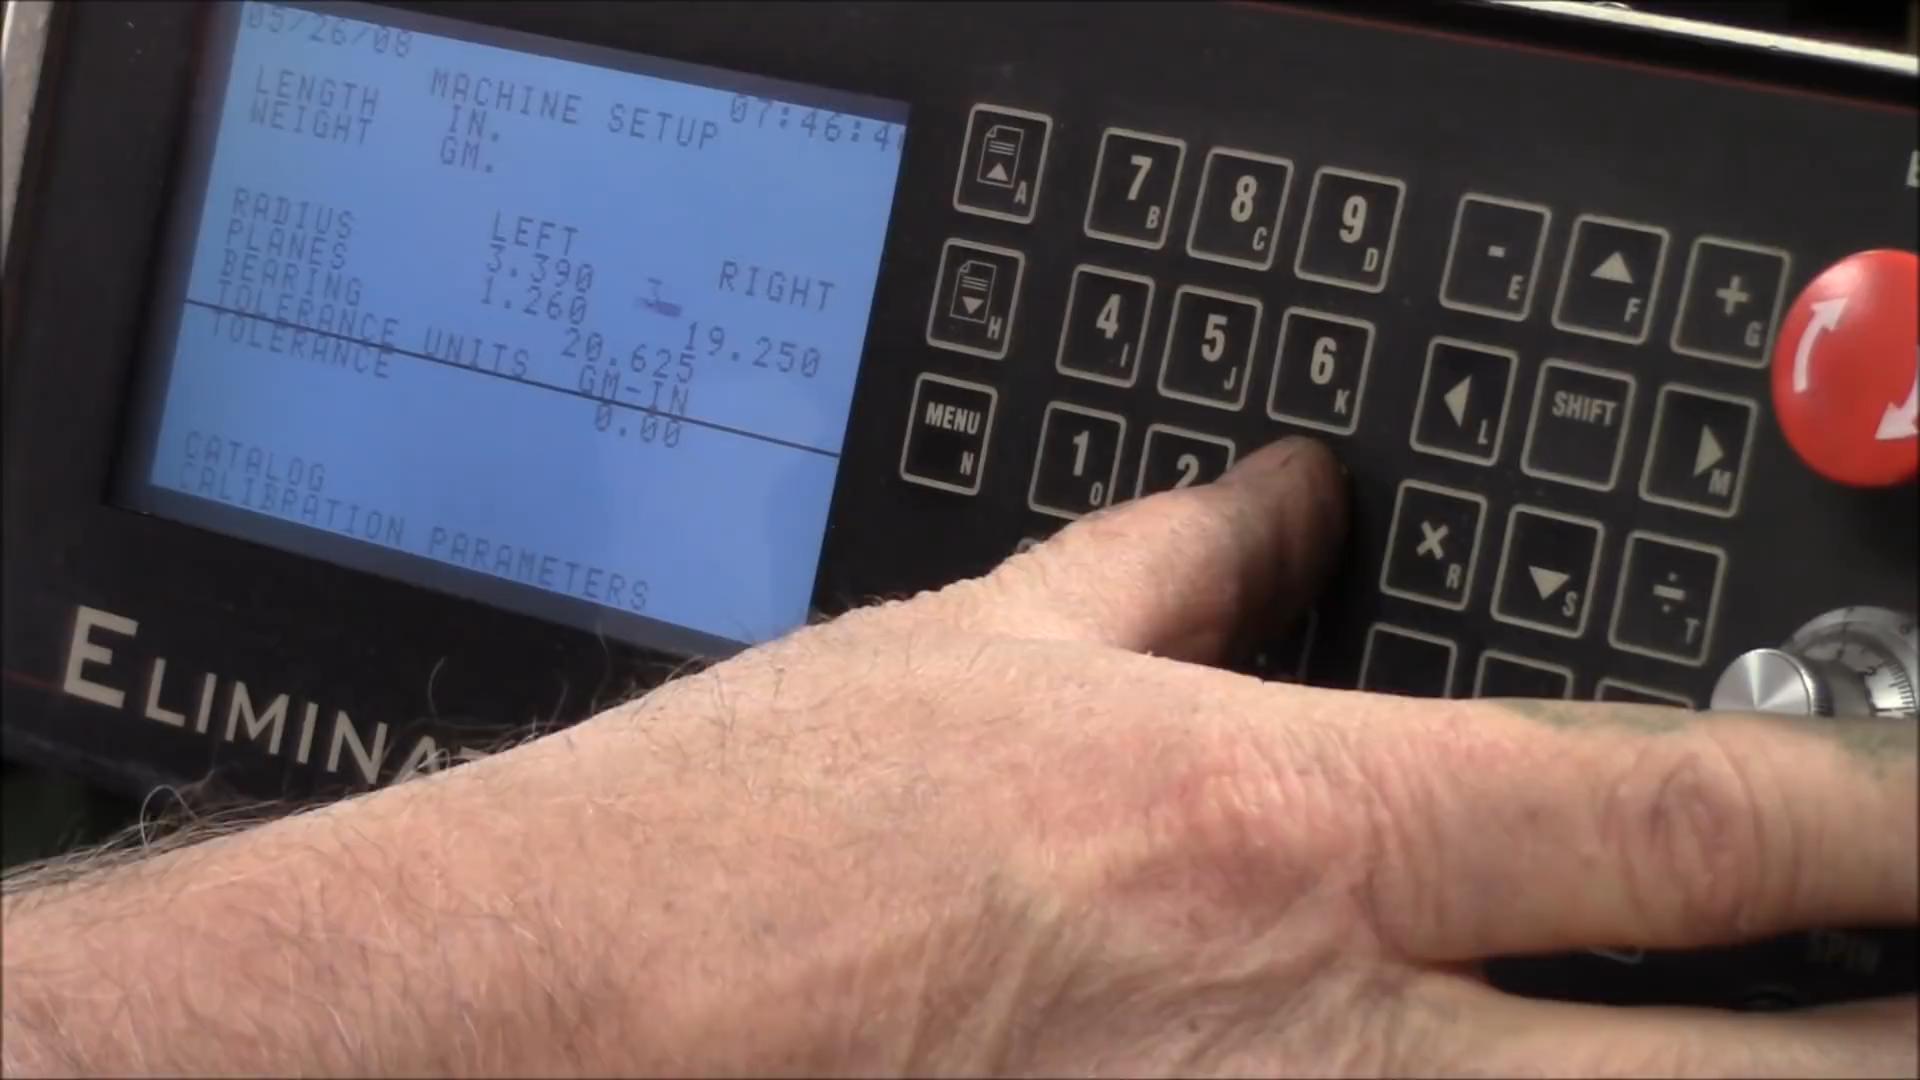 05/26/08 07:46:4
MACHINE SETUP
LENGTH IN.
WEIGHT GM.
LEFT RIGHT
RADIUS 3.390 3
PLANES 1.260 19.250
BEARING 20.625
TOLERANCE UNITS GM-IN
TOLERANCE 0.00
CATALOG
CALIBRATION PARAMETERS
ELIMINA
A 7 B 8 C 9 D - E F + G
H 4 I 5 J 6 K L SHIFT M
MENU N 1 O 2 × R S ÷ T
SPIN